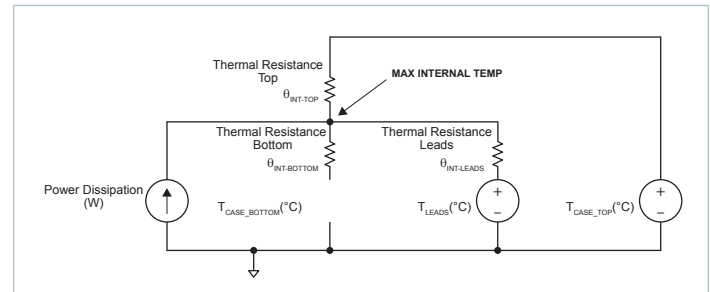 Thermal Resistance
Top
θINT-TOP
MAX INTERNAL TEMP
Thermal Resistance
Bottom
θINT-BOTTOM
Thermal Resistance
Leads
θINT-LEADS
Power Dissipation
(W)
TCASE_BOTTOM(°C)
TLEADS(°C)
+
–
TCASE_TOP(°C)
+
–